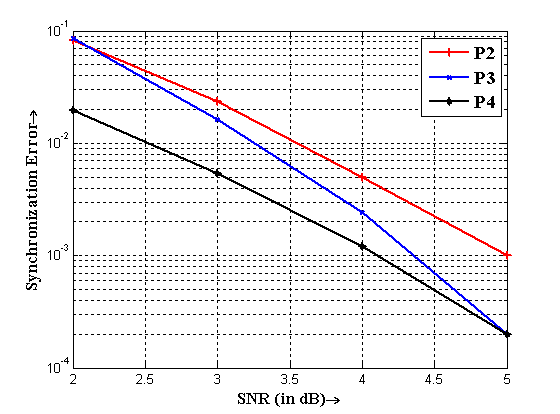 10⁻¹
10⁻²
10⁻³
10⁻⁴
Synchronization Error→
P2
P3
P4
2 2.5 3 3.5 4 4.5 5
SNR (in dB)→